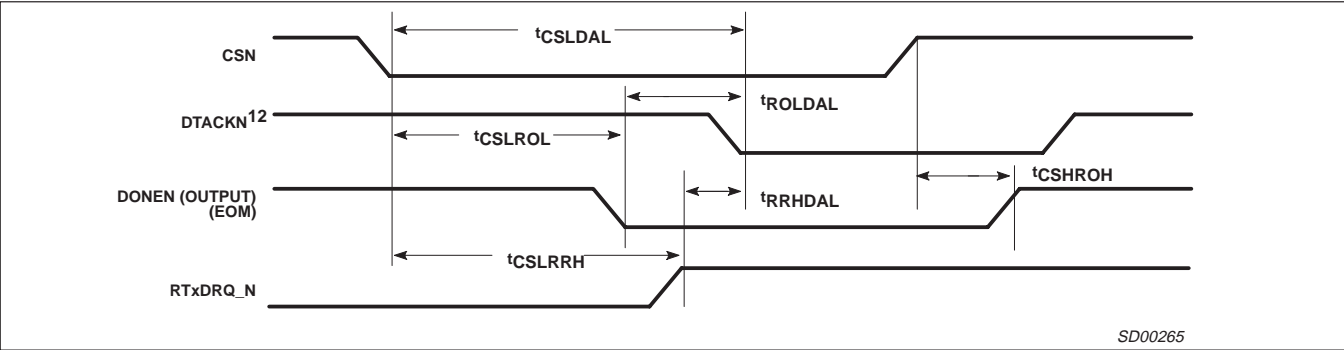 tCSLDAL
CSN
tROLDAL
DTACKN12
tCSLROL
tCSHROH
DONEN (OUTPUT)
(EOM)
tRRHDAL
tCSLRRH
RTxDRQ_N
SD00265